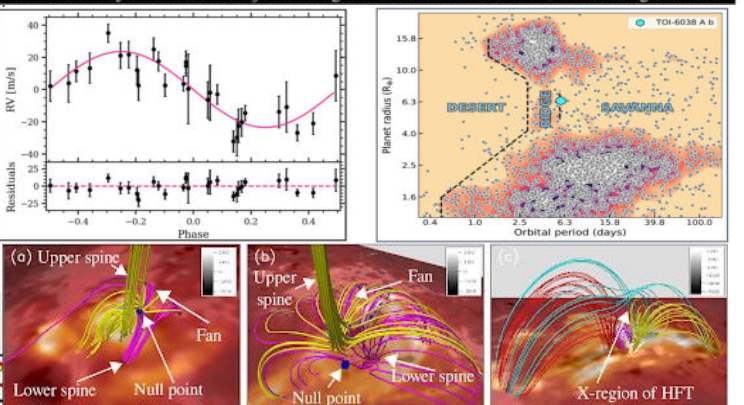 RV [m/s]
40
20
0
−20
−40
Residuals
25
0
−25
−0.4
−0.2
0.0
0.2
0.4
Phase
TOI-6038 A b
Planet radius (R⊕)
15.8
10.0
6.3
4.0
2.5
1.6
DESERT
RIDGE
SAVANNA
0.4
1.0
2.5
6.3
15.8
39.8
100.0
Orbital period (days)
(a) Upper spine
Fan
Lower spine
Null point
(b)
Upper
spine
Fan
Lower spine
Null point
(c)
X-region of HFT